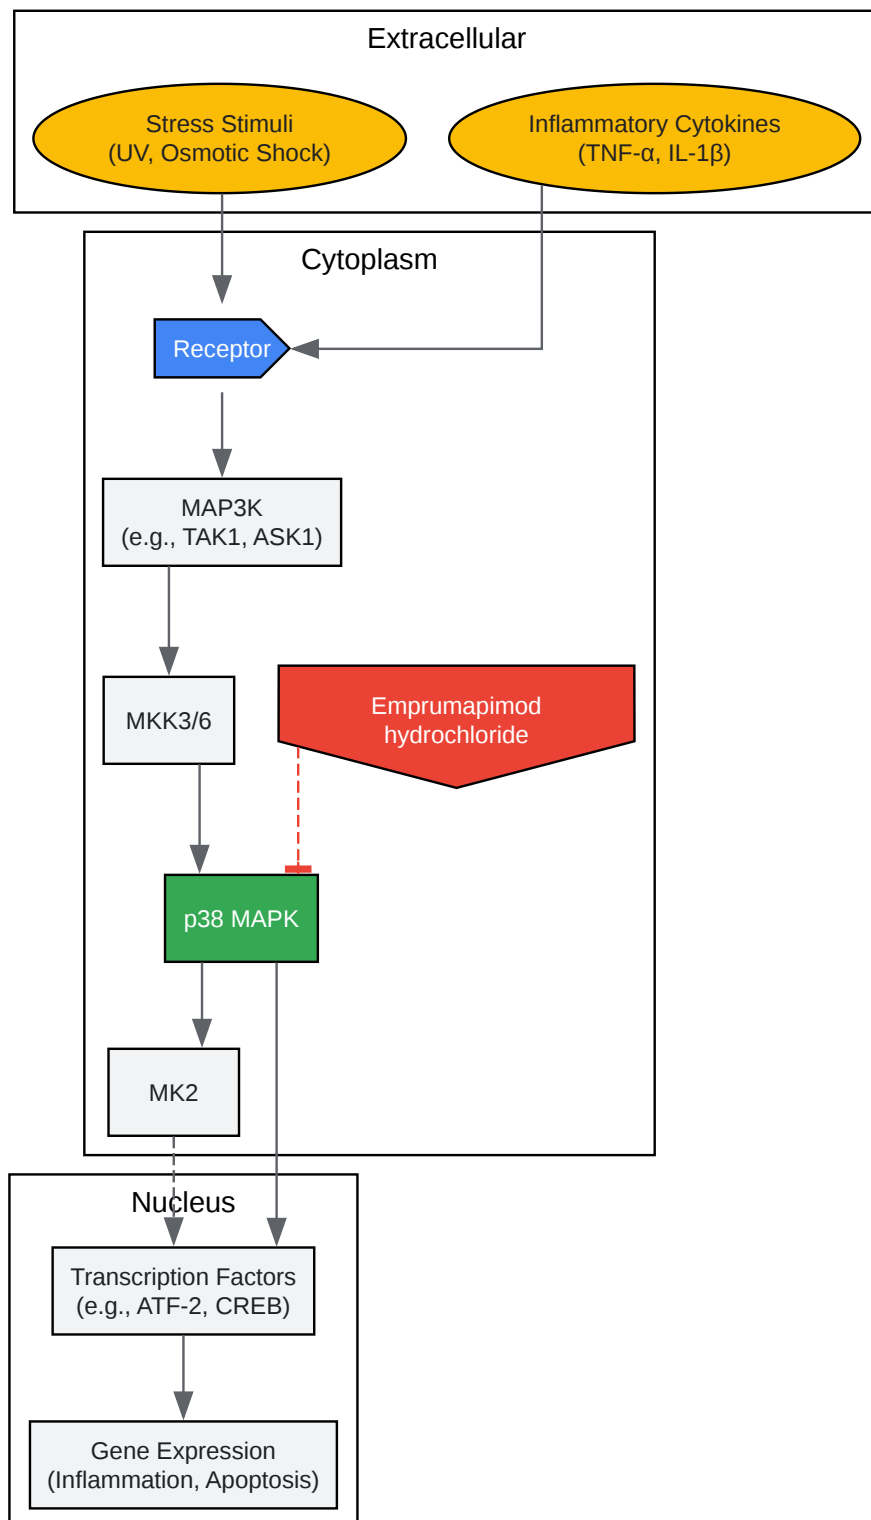 Extracellular
Stress Stimuli
(UV, Osmotic Shock)
Inflammatory Cytokines
(TNF-α, IL-1β)
Cytoplasm
Receptor
MAP3K
(e.g., TAK1, ASK1)
MKK3/6
Emprumapimod
hydrochloride
p38 MAPK
MK2
Nucleus
Transcription Factors
(e.g., ATF-2, CREB)
Gene Expression
(Inflammation, Apoptosis)